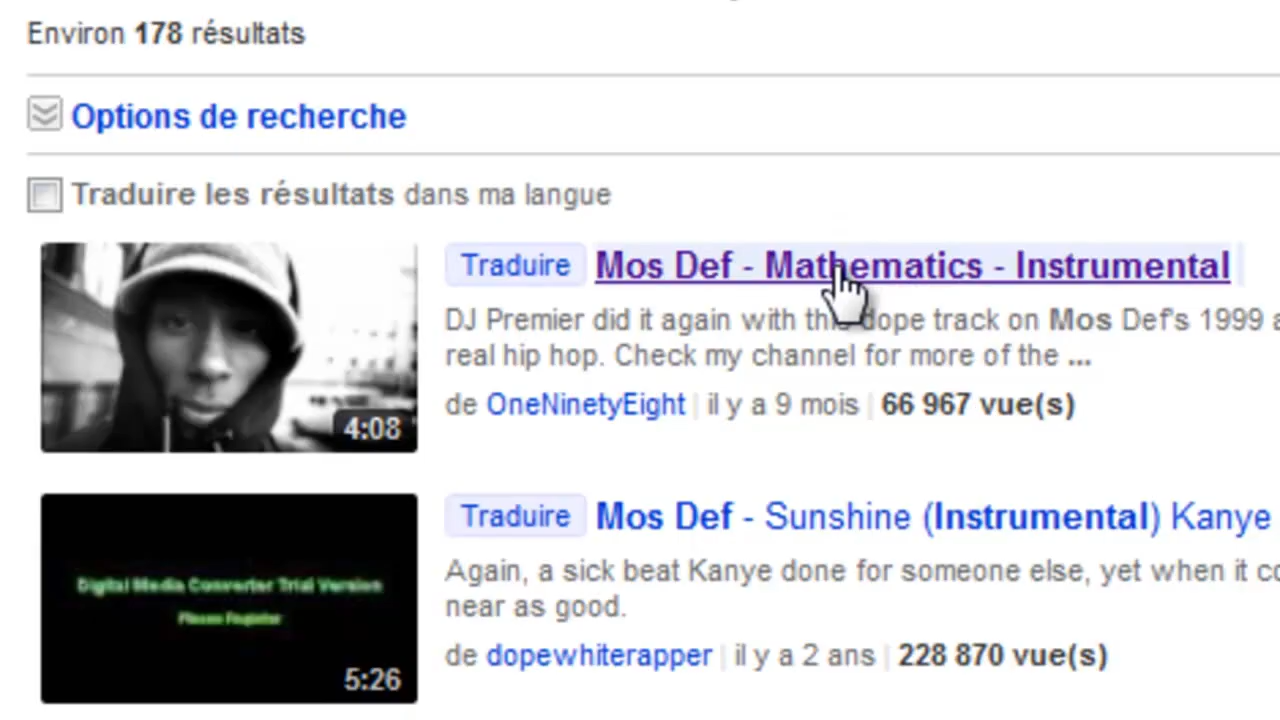 Environ 178 résultats
Options de recherche
Traduire les résultats dans ma langue
Traduire Mos Def - Mathematics - Instrumental
DJ Premier did it again with this dope track on Mos Def's 1999 a
real hip hop. Check my channel for more of the ...
4:08
de OneNinetyEight | il y a 9 mois | 66 967 vue(s)
Traduire Mos Def - Sunshine (Instrumental) Kanye
Again, a sick beat Kanye done for someone else, yet when it co
near as good.
Digital Media Converter Trial Version
Please Register
5:26
de dopewhiterapper | il y a 2 ans | 228 870 vue(s)